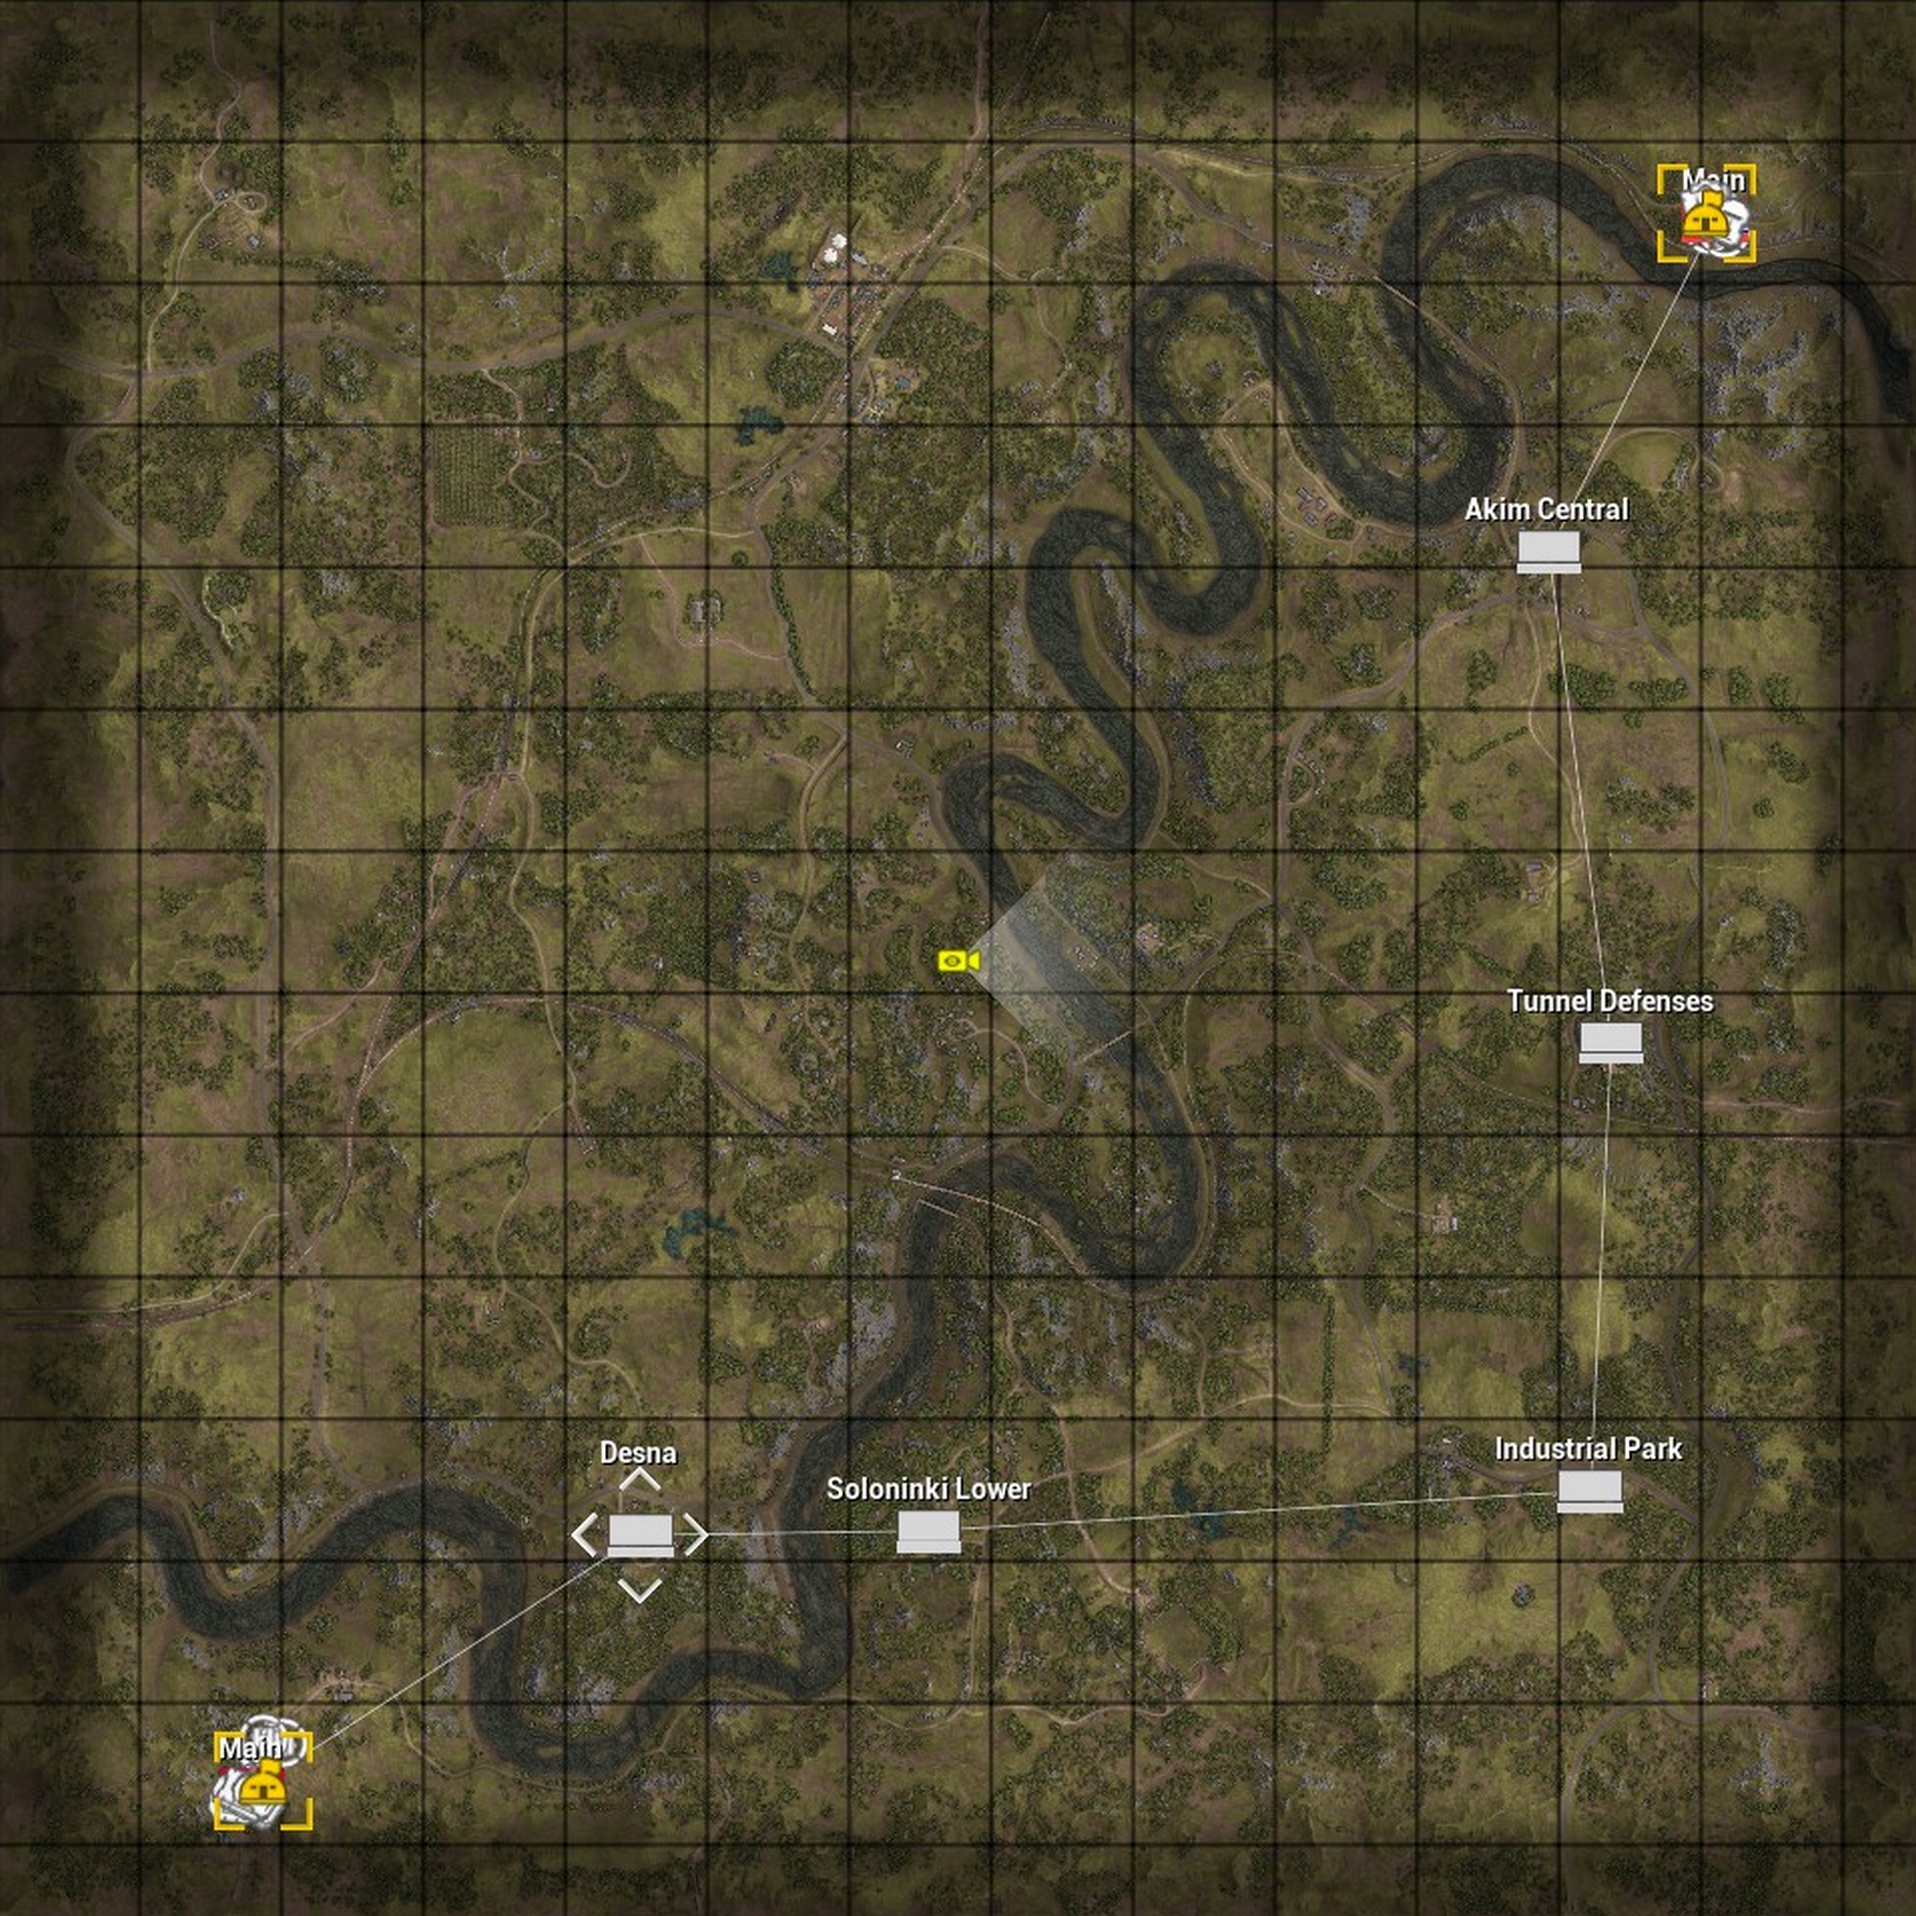 Main
Akim Central
Tunnel Defenses
Industrial Park
Desna
Soloninki Lower
Main